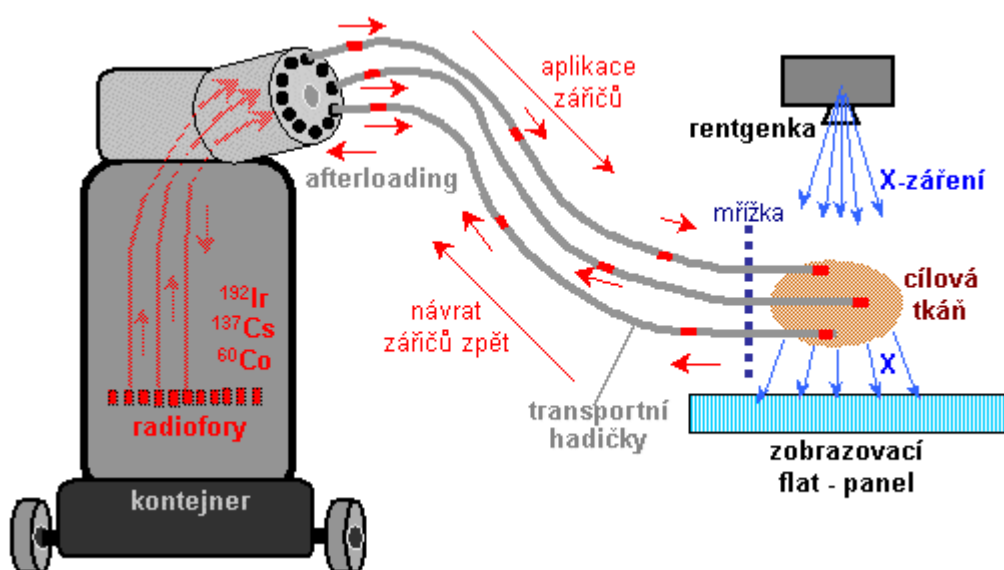 aplikace
zářičů
rentgenka
X-záření
afterloading
mřížka
cílová
tkáň
¹⁹²Ir
¹³⁷Cs
⁶⁰Co
návrat
zářičů zpět
X
radiofory
transportní
hadičky
zobrazovací
flat - panel
kontejner